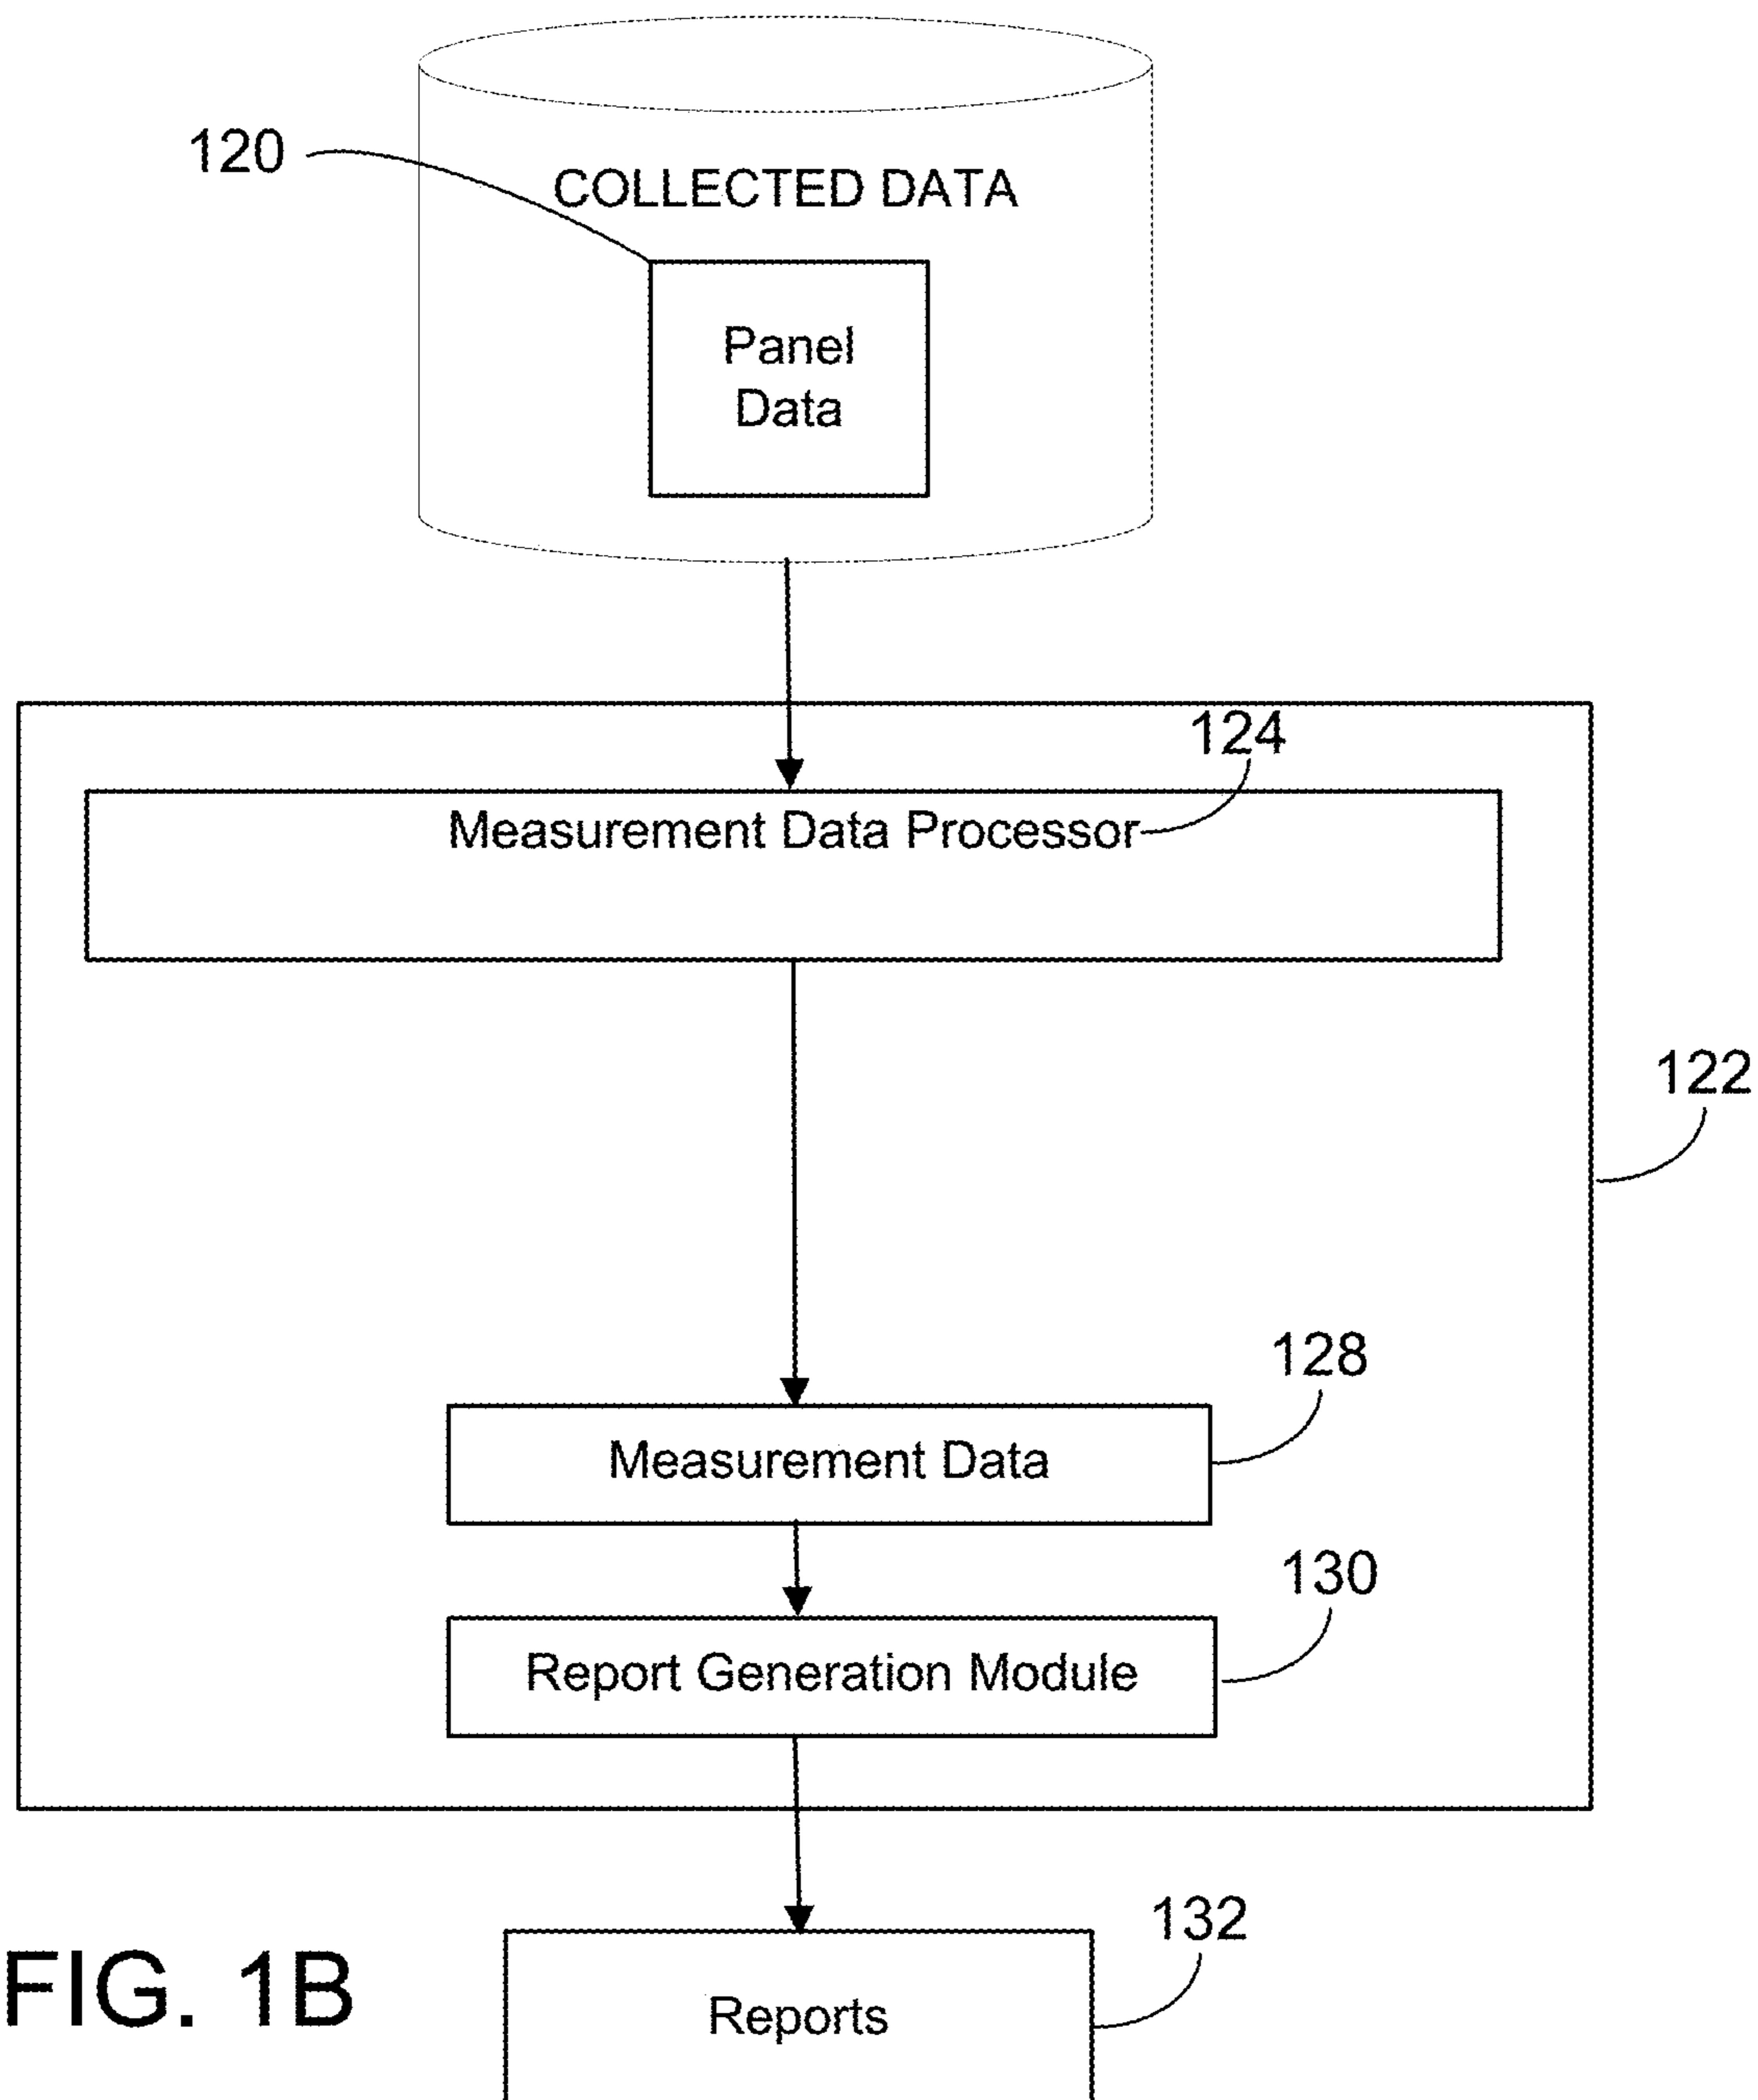 120
COLLECTED DATA
Panel
Data
124
Measurement Data Processor
122
128
Measurement Data
130
Report Generation Module
132
Reports
FIG. 1B